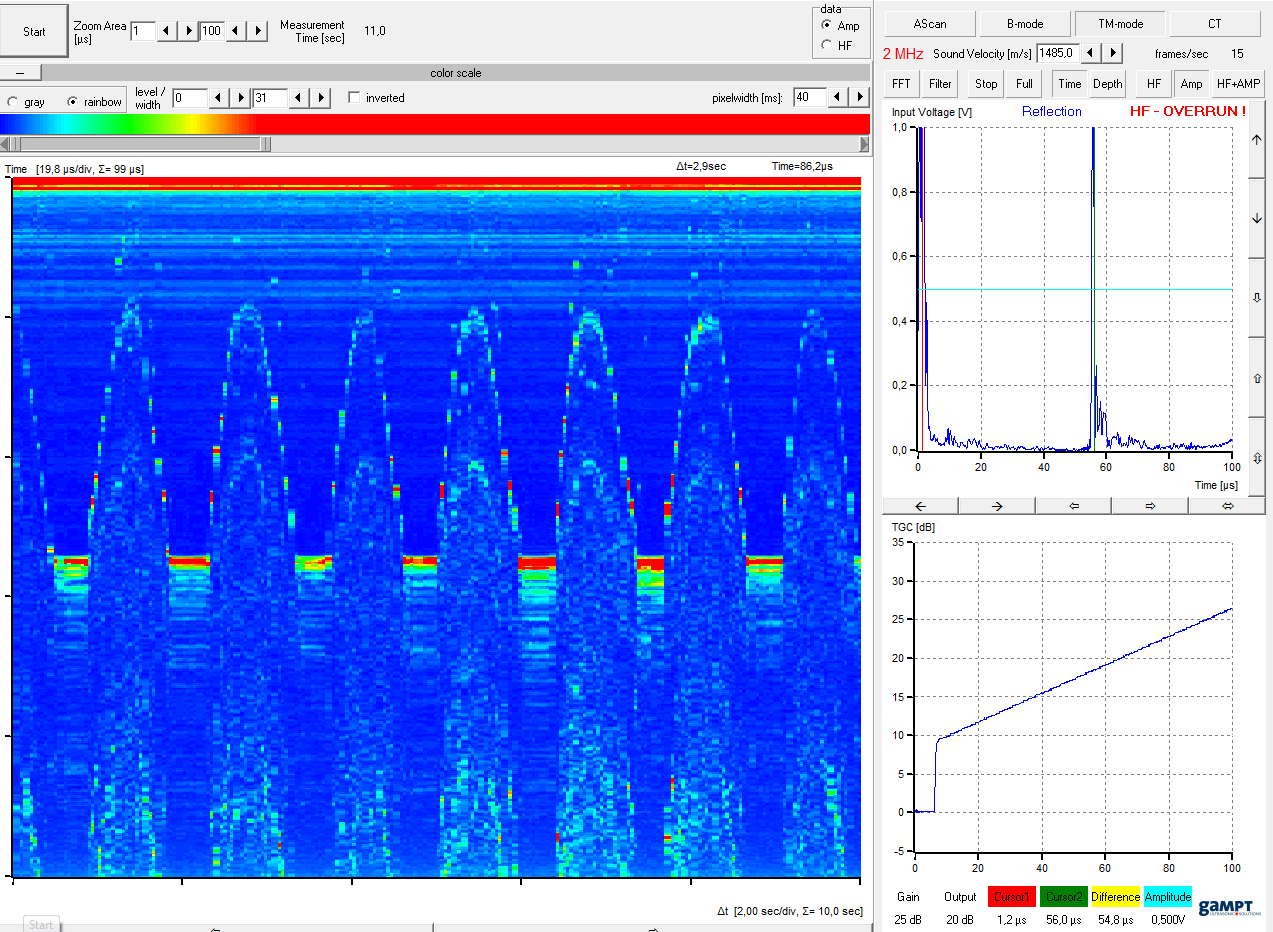 Start
Zoom Area [µs]
1
100
Measurement Time [sec]
11,0
data
Amp
HF
color scale
gray
rainbow
level / width
0
31
inverted
pixelwidth [ms]:
40
Time [19,8 µs/div, Σ= 99 µs]
Δt=2,9sec
Time=86,2µs
Δt [2,00 sec/div, Σ= 10,0 sec]
Start
AScan
B-mode
TM-mode
CT
2 MHz
Sound Velocity [m/s]
1485,0
frames/sec
15
FFT
Filter
Stop
Full
Time
Depth
HF
Amp
HF+AMP
Input Voltage [V]
Reflection
HF - OVERRUN !
1,0
0,8
0,6
0,4
0,2
0,0
0
20
40
60
80
100
Time [µs]
TGC [dB]
35
30
25
20
15
10
5
0
-5
0
20
40
60
80
100
Gain
Output
Cursor1
Cursor2
Difference
Amplitude
25 dB
20 dB
1,2 µs
56,0 µs
54,8 µs
0,500V
GAMPT
ULTRASONIC SOLUTIONS